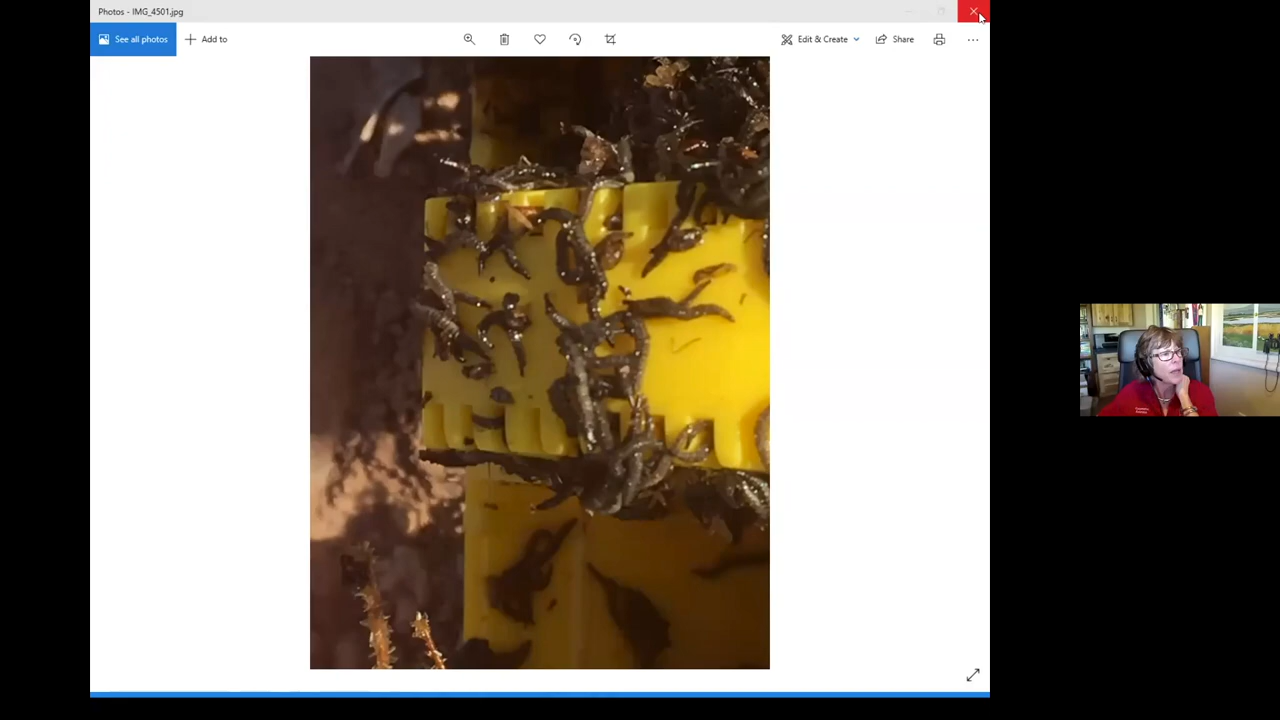 Photos - IMG_4501.jpg
See all photos
Add to
Edit & Create
Share